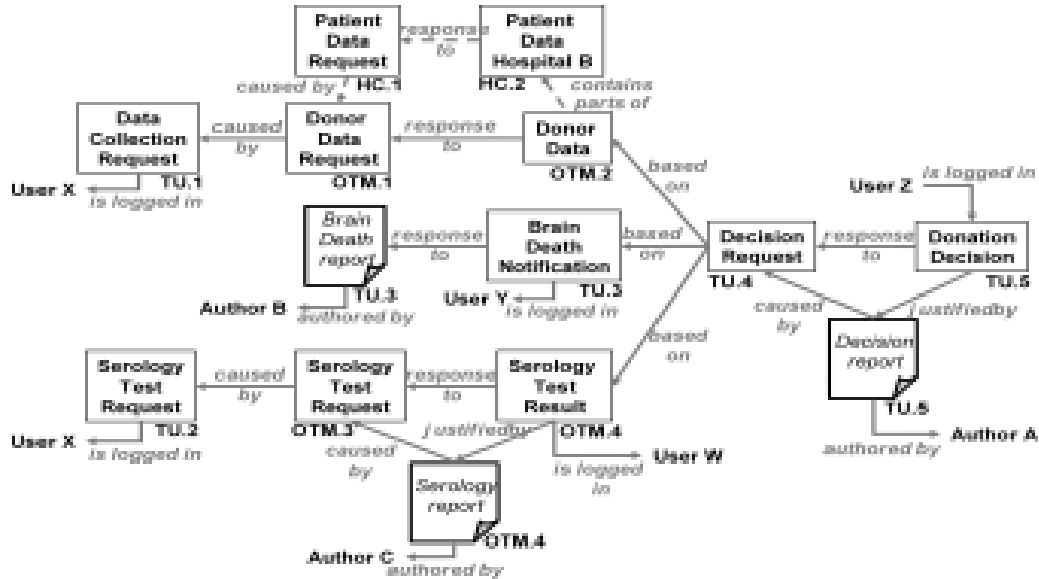 Patient
Data
Request
HC.1
response
to
Patient
Data
Hospital B
HC.2
caused by
contains
parts of
Data
Collection
Request
TU.1
caused
by
Donor
Data
Request
OTM.1
response
to
Donor
Data
OTM.2
User X
is logged in
based
on
User Z
is logged in
Brain
Death
report
TU.3
response
to
Brain
Death
Notification
TU.3
based
on
Decision
Request
TU.4
response
to
Donation
Decision
TU.5
Author B
authored by
User Y
is logged in
caused
by
justifiedby
Decision
report
TU.5
Author A
authored by
based
on
Serology
Test
Request
TU.2
caused
by
Serology
Test
Request
OTM.3
response
to
Serology
Test
Result
OTM.4
User X
is logged in
caused
by
justifiedby
is logged
in
User W
Serology
report
OTM.4
Author C
authored by